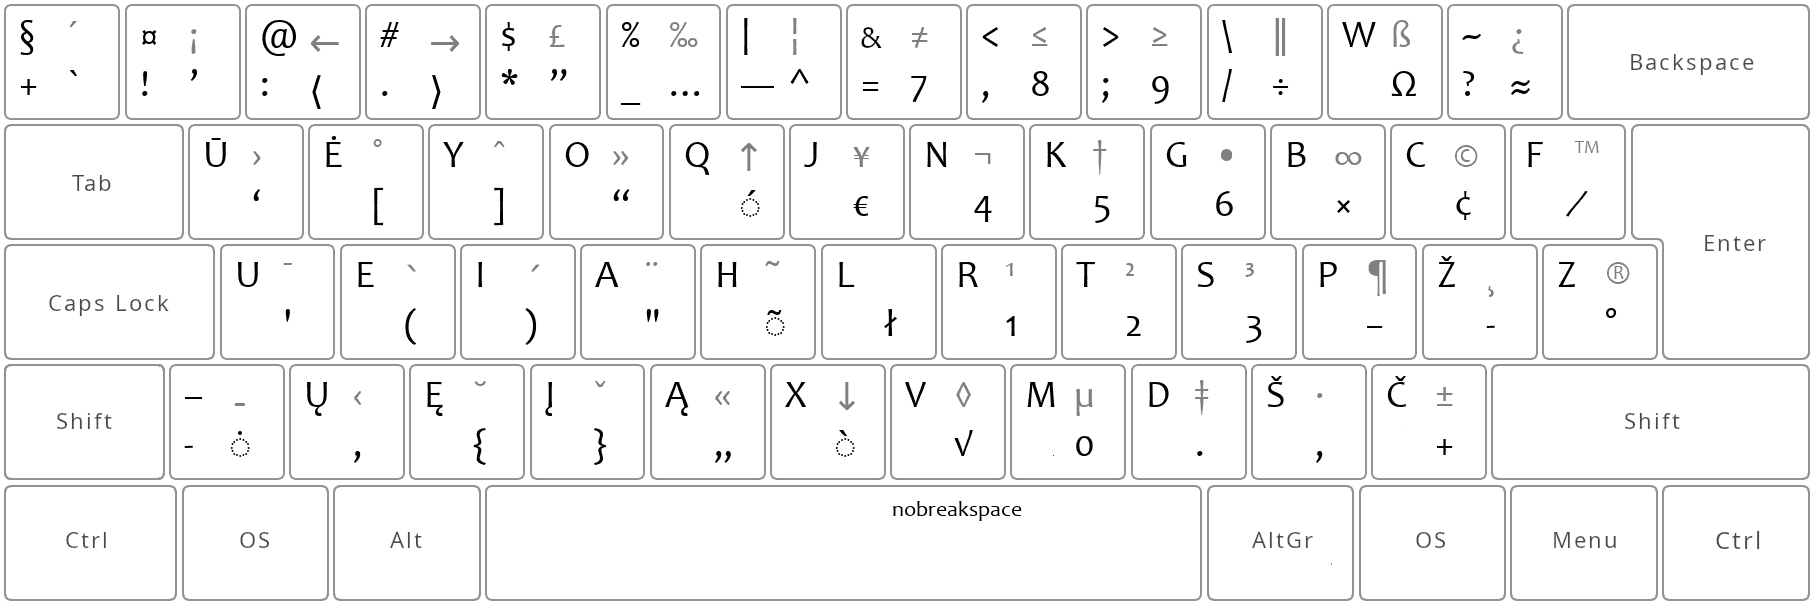 § ´ ¤ ¡ @ ← # → $ £ % ‰ | ¦ & ≠ < ≤ > ≥ \ ‖ W ß ~ ¿ Backspace
+ ` ! ’ : ⟨ . ⟩ * ” _ … — ^ = 7 , 8 ; 9 / ÷ Ω ? ≈
Tab Ū › Ė ° Y ^ O » Q ↑ J ¥ N ¬ K † G • B ∞ C © F ™ Enter
‘ [ ] “ ◌́ € 4 5 6 × ¢ ⁄
Caps Lock U ¯ E ` I ´ A ¨ H ˜ L R ¹ T ² S ³ P ¶ Ž ¸ Z ®
' ( ) " ◌̃ ł 1 2 3 – - °
Shift – - Ų ‹ Ę ˘ Į ˇ Ą « X ↓ V ◊ M µ D ‡ Š · Č ± Shift
- ◌̇ ‚ { } „ ◌̀ √ 0 . , +
nobreakspace
Ctrl OS Alt AltGr OS Menu Ctrl